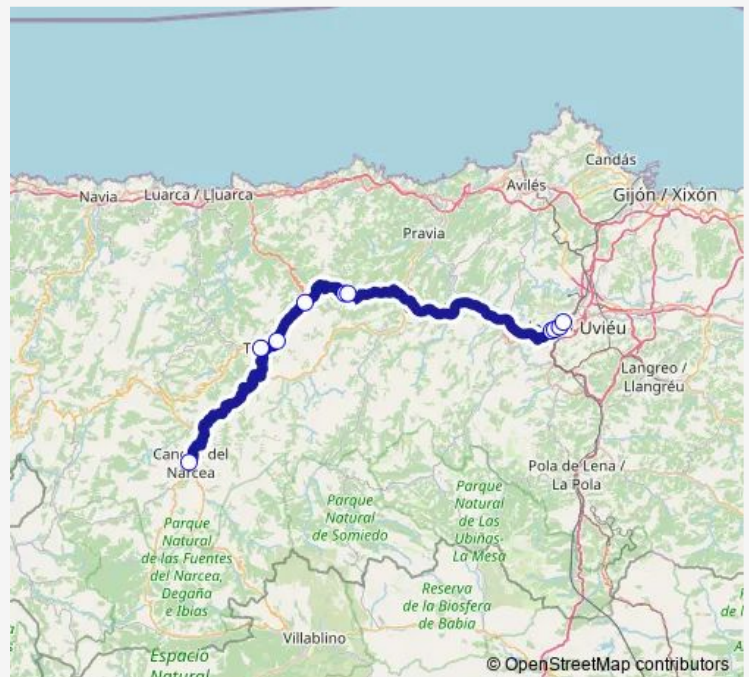 Candás
Avilés
Gijón / Xixón
Navia
Luarca / Lluarca
Pravia
Uviéu
T
Langreo /
Llangréu
Cang
del
Narcea
Pola de Lena /
La Pola
Parque
Natural
de Las
Ubiñas-
La Mesa
Parque
Natural
de Somiedo
Parque
Natural
de las Fuentes
del Narcea,
Degaña
e Ibias
Reserva
de la Biosfera
de Babia
de l
Villablino
Espacio
Natural
© OpenStreetMap contributors